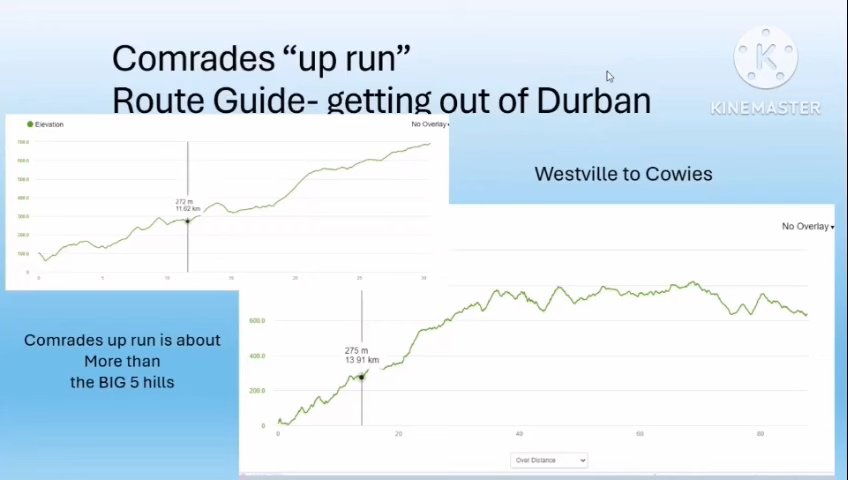 Comrades “up run”
Route Guide- getting out of Durban
KINEMASTER
Elevation
No Overlay
272 m
11.62 km
Westville to Cowies
No Overlay
600.0
400.0
200.0
0
275 m
13.91 km
0 20 40 60 80
Over Distance
Comrades up run is about
More than
the BIG 5 hills